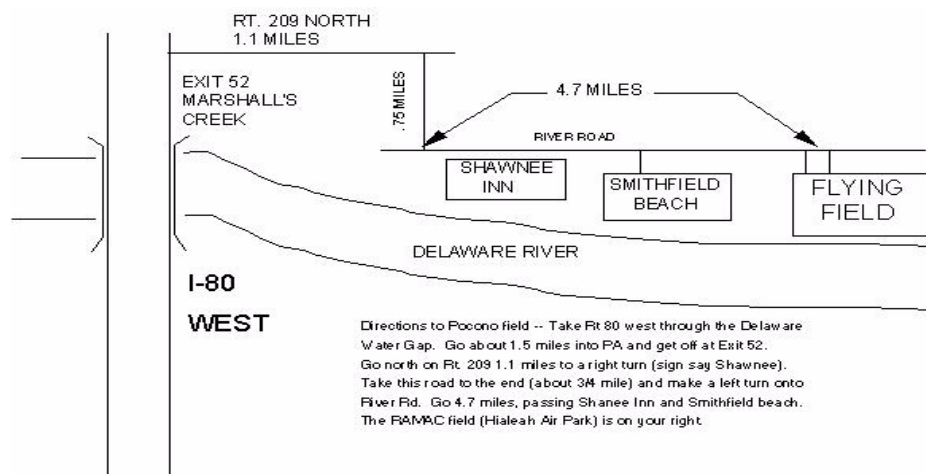 RT. 209 NORTH
1.1 MILES
EXIT 52
MARSHALL'S
CREEK
.75 MILES
4.7 MILES
RIVER ROAD
SHAWNEE
INN
SMITHFIELD
BEACH
FLYING
FIELD
DELAWARE RIVER
I-80
WEST
Directions to Pocono field -- Take Rt 80 west through the Delaware
Water Gap. Go about 1.5 miles into PA and get off at Exit 52.
Go north on Rt. 209 1.1 miles to a right turn (sign say Shawnee).
Take this road to the end (about 3/4 mile) and make a left turn onto
River Rd. Go 4.7 miles, passing Shanee Inn and Smithfield beach.
The RAMAC field (Hialeah Air Park) is on your right.